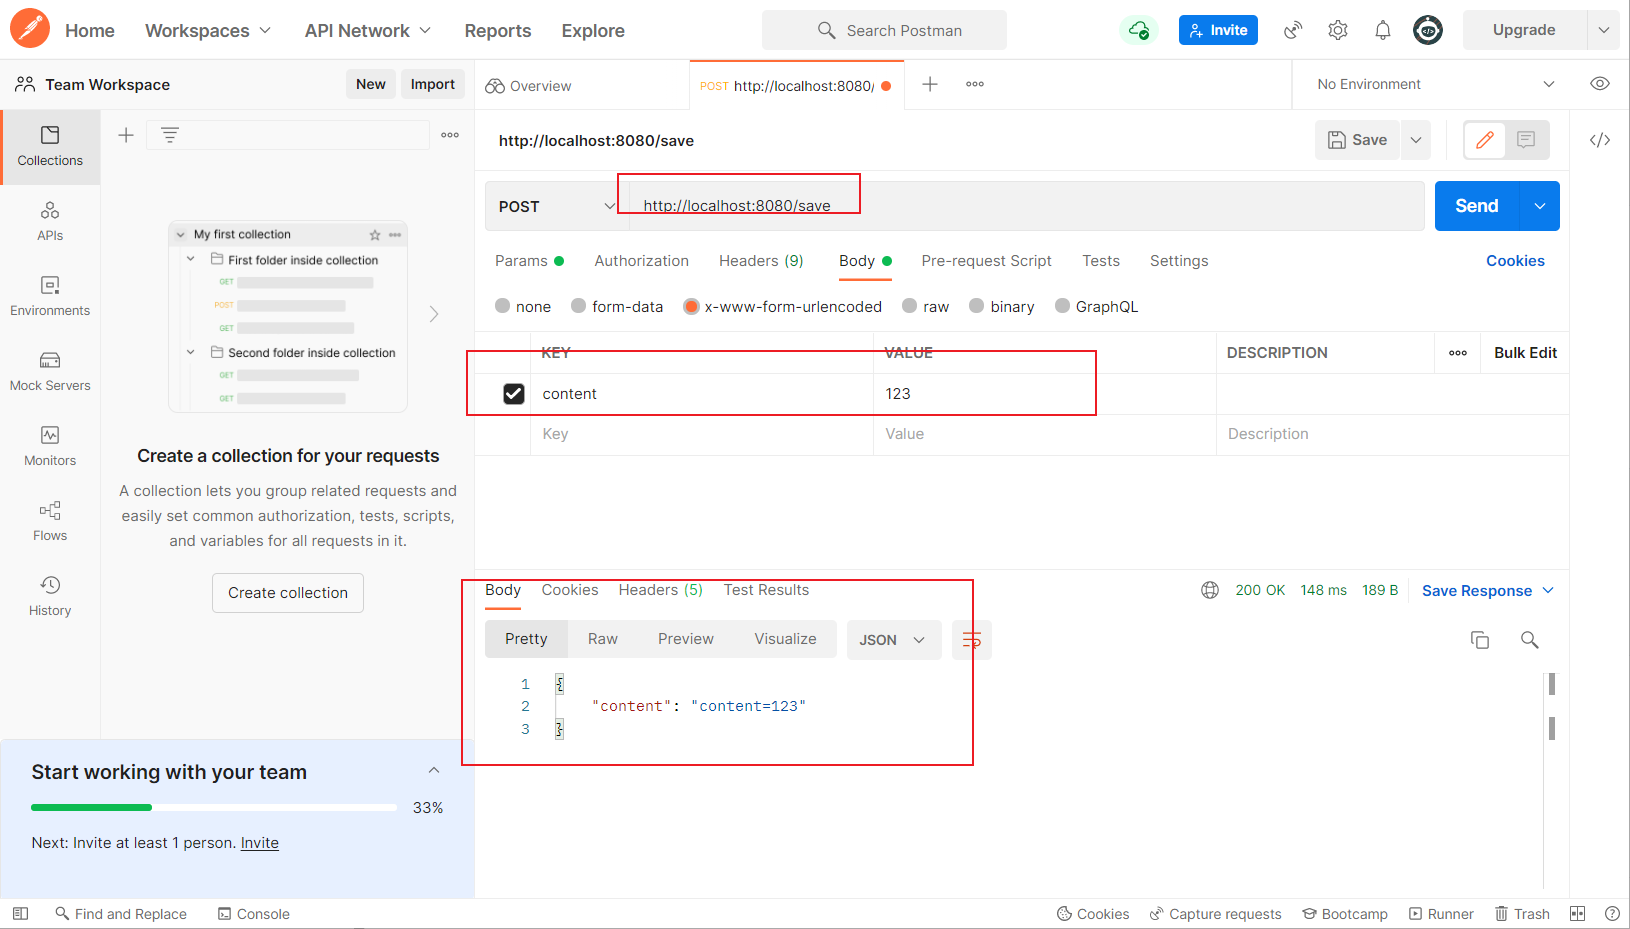 Home Workspaces API Network Reports Explore Search Postman Invite Upgrade
Team Workspace New Import Overview POST http://localhost:8080/ No Environment
Collections
http://localhost:8080/save Save
APIs
POST http://localhost:8080/save Send
My first collection
First folder inside collection
GET
POST
GET
Second folder inside collection
GET
GET
Params Authorization Headers (9) Body Pre-request Script Tests Settings Cookies
Environments
none form-data x-www-form-urlencoded raw binary GraphQL
KEY VALUE DESCRIPTION Bulk Edit
Mock Servers
content 123
Key Value Description
Monitors
Create a collection for your requests
A collection lets you group related requests and
easily set common authorization, tests, scripts,
and variables for all requests in it.
Flows
Create collection
History
Body Cookies Headers (5) Test Results 200 OK 148 ms 189 B Save Response
Pretty Raw Preview Visualize JSON
1 {
2 "content": "content=123"
3 }
Start working with your team
33%
Next: Invite at least 1 person. Invite
Find and Replace Console Cookies Capture requests Bootcamp Runner Trash